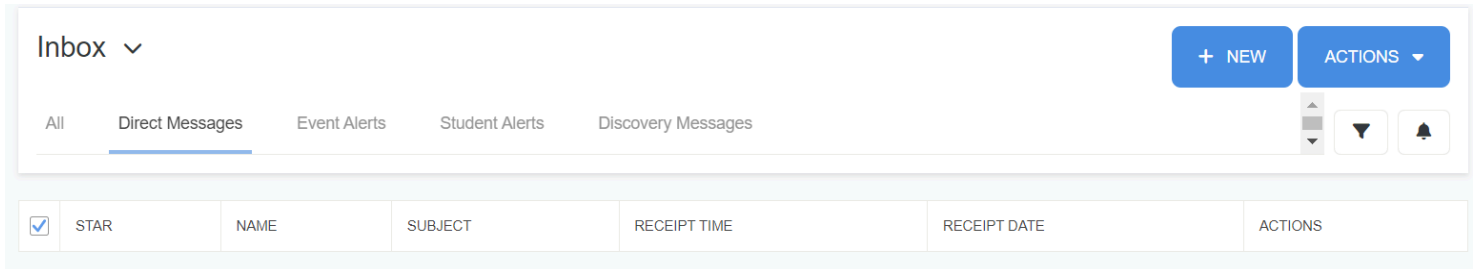 Inbox
+ NEW
ACTIONS
All Direct Messages Event Alerts Student Alerts Discovery Messages
STAR NAME SUBJECT RECEIPT TIME RECEIPT DATE ACTIONS